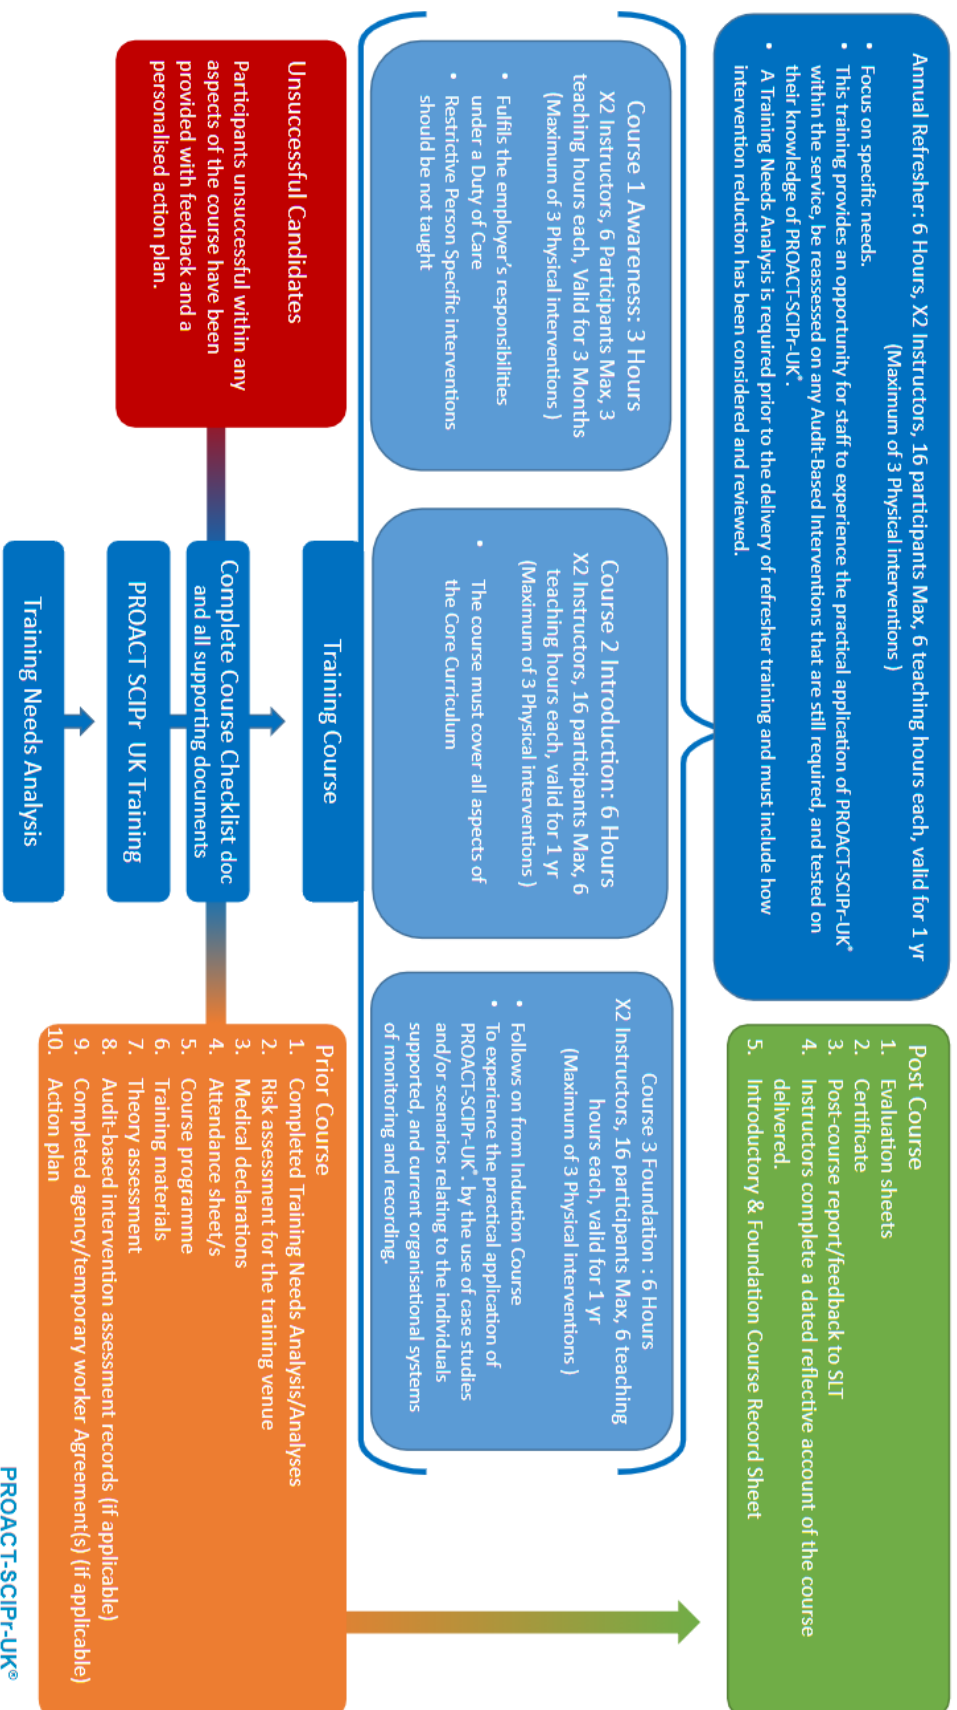 Training Needs Analysis
PROACT SCIPr UK Training
Complete Course Checklist doc
and all supporting documents
Training Course
Unsuccessful Candidates
Participants unsuccessful within any
aspects of the course have been
provided with feedback and a
personalised action plan.
Prior Course
1. Completed Training Needs Analysis/Analyses
2. Risk assessment for the training venue
3. Medical declarations
4. Attendance sheet/s
5. Course programme
6. Training materials
7. Theory assessment
8. Audit-based intervention assessment records (if applicable)
9. Completed agency/temporary worker Agreement(s) (if applicable)
10. Action plan
Course 1 Awareness: 3 Hours
X2 Instructors, 6 Participants Max, 3
teaching hours each, Valid for 3 Months
(Maximum of 3 Physical interventions )
• Fulfils the employer's responsibilities
under a Duty of Care
• Restrictive Person Specific interventions
should be not taught
Course 2 Introduction: 6 Hours
X2 Instructors, 16 participants Max, 6
teaching hours each, valid for 1 yr
(Maximum of 3 Physical interventions )
•
The course must cover all aspects of
the Core Curriculum
Course 3 Foundation : 6 Hours
X2 Instructors, 16 participants Max, 6 teaching
hours each, valid for 1 yr
(Maximum of 3 Physical interventions )
• Follows on from Induction Course
• To experience the practical application of
PROACT-SCIPr-UK®. by the use of case studies
and/or scenarios relating to the individuals
supported, and current organisational systems
of monitoring and recording.
Annual Refresher: 6 Hours, X2 Instructors, 16 participants Max, 6 teaching hours each, valid for 1 yr
(Maximum of 3 Physical interventions )
• Focus on specific needs.
• This training provides an opportunity for staff to experience the practical application of PROACT-SCIPr-UK®
within the service, be reassessed on any Audit-Based Interventions that are still required, and tested on
their knowledge of PROACT-SCIPr-UK®.
• A Training Needs Analysis is required prior to the delivery of refresher training and must include how
intervention reduction has been considered and reviewed.
Post Course
1. Evaluation sheets
2. Certificate
3. Post-course report/feedback to SLT
4. Instructors complete a dated reflective account of the course
delivered.
5. Introductory & Foundation Course Record Sheet
PROACT-SCIPr-UK®